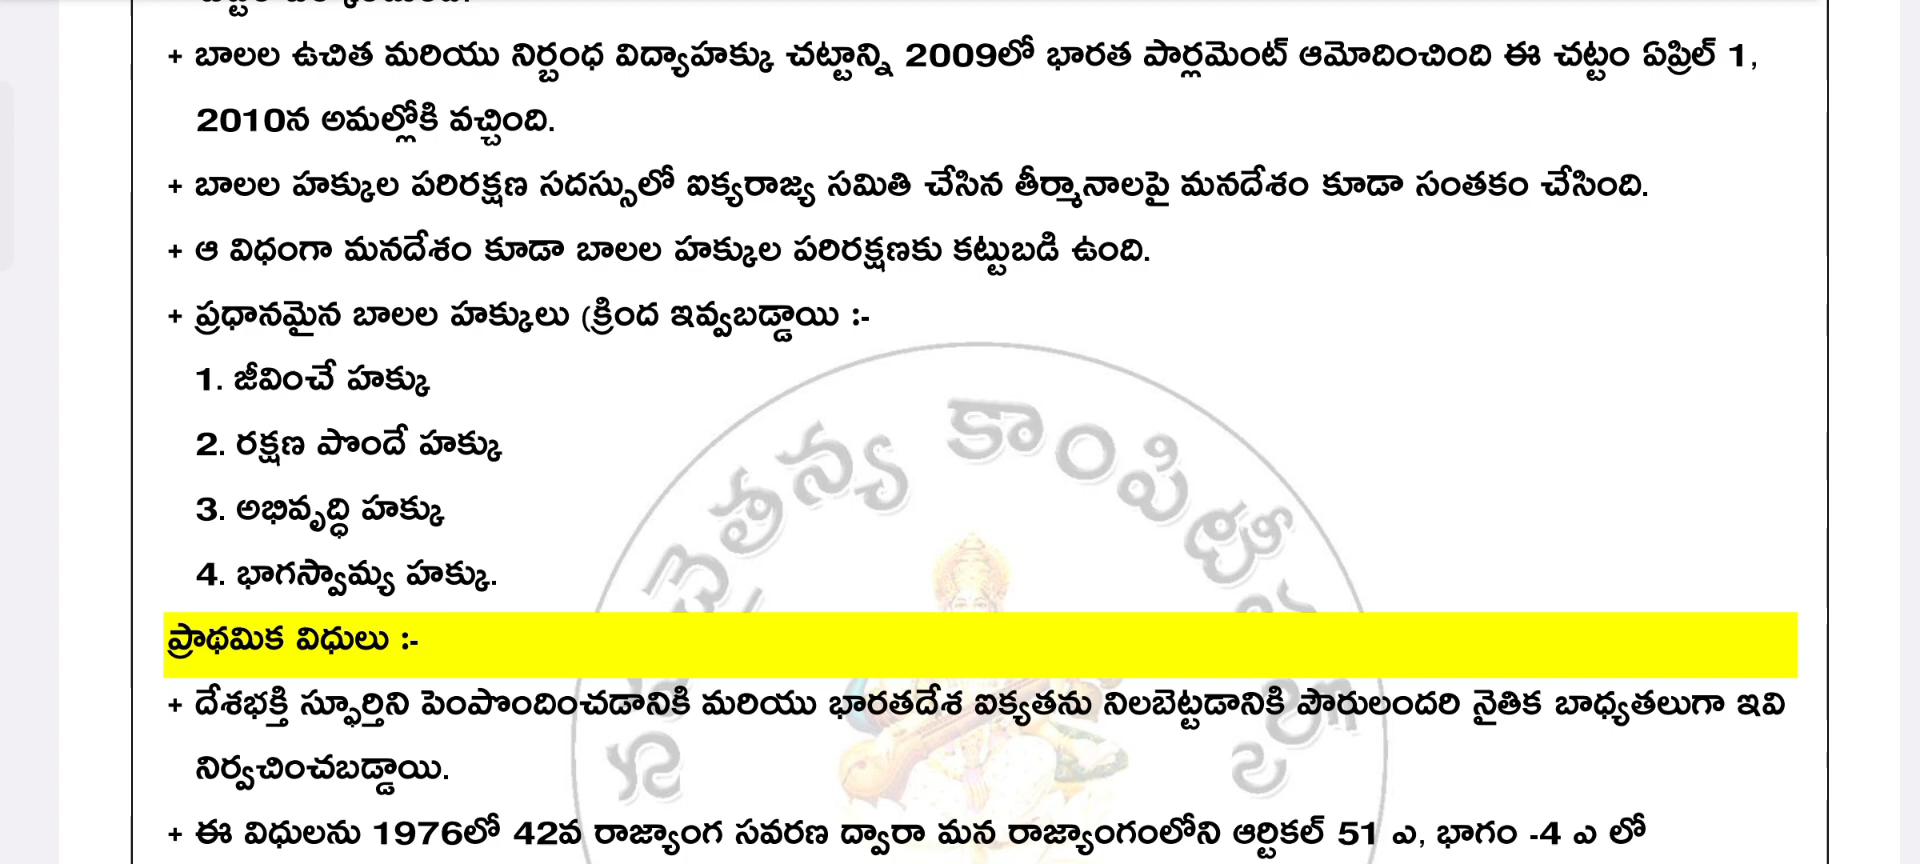 + బాలల ఉచిత మరియు నిర్బంధ విద్యాహక్కు చట్టాన్ని 2009లో భారత పార్లమెంట్ ఆమోదించింది ఈ చట్టం ఏప్రిల్ 1,
2010న అమల్లోకి వచ్చింది.
+ బాలల హక్కుల పరిరక్షణ సదస్సులో ఐక్యరాజ్య సమితి చేసిన తీర్మానాలపై మనదేశం కూడా సంతకం చేసింది.
+ ఆ విధంగా మనదేశం కూడా బాలల హక్కుల పరిరక్షణకు కట్టుబడి ఉంది.
+ ప్రధానమైన బాలల హక్కులు (క్రింద ఇవ్వబడ్డాయి :-
1. జీవించే హక్కు
2. రక్షణ పొందే హక్కు
3. అభివృద్ధి హక్కు
4. భాగస్వామ్య హక్కు.
ప్రాథమిక విధులు :-
+ దేశభక్తి స్ఫూర్తిని పెంపొందించడానికి మరియు భారతదేశ ఐక్యతను నిలబెట్టడానికి పౌరులందరి నైతిక బాధ్యతలుగా ఇవి
నిర్వచించబడ్డాయి.
+ ఈ విధులను 1976లో 42వ రాజ్యాంగ సవరణ ద్వారా మన రాజ్యాంగంలోని ఆర్టికల్ 51 ఎ, భాగం -4 ఎ లో